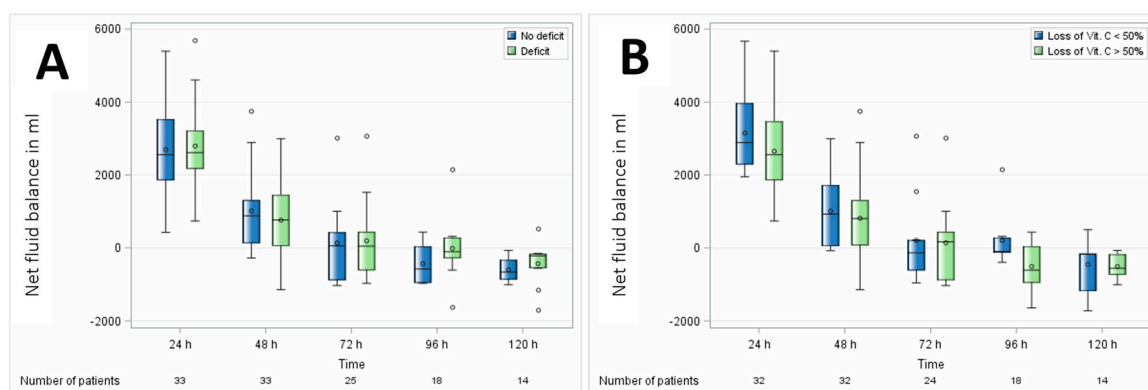 A
Net fluid balance in ml
6000
4000
2000
0
-2000
No deficit
Deficit
24 h 48 h 72 h 96 h 120 h
Time
Number of patients 33 33 25 18 14
B
Net fluid balance in ml
6000
4000
2000
0
-2000
Loss of Vit. C < 50%
Loss of Vit. C > 50%
24 h 48 h 72 h 96 h 120 h
Time
Number of patients 32 32 24 18 14